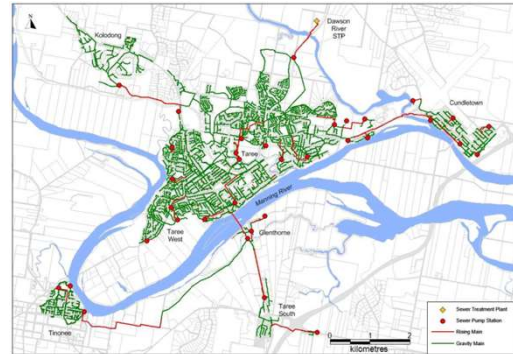 N
Kolodong
Dawson
River
STP
Cundletown
Taree
Manning River
Taree
West
Glenthorne
Tinonee
Taree
South
0
1
2
kilometres
Sewer Treatment Plant
Sewer Pump Station
Rising Main
Gravity Main